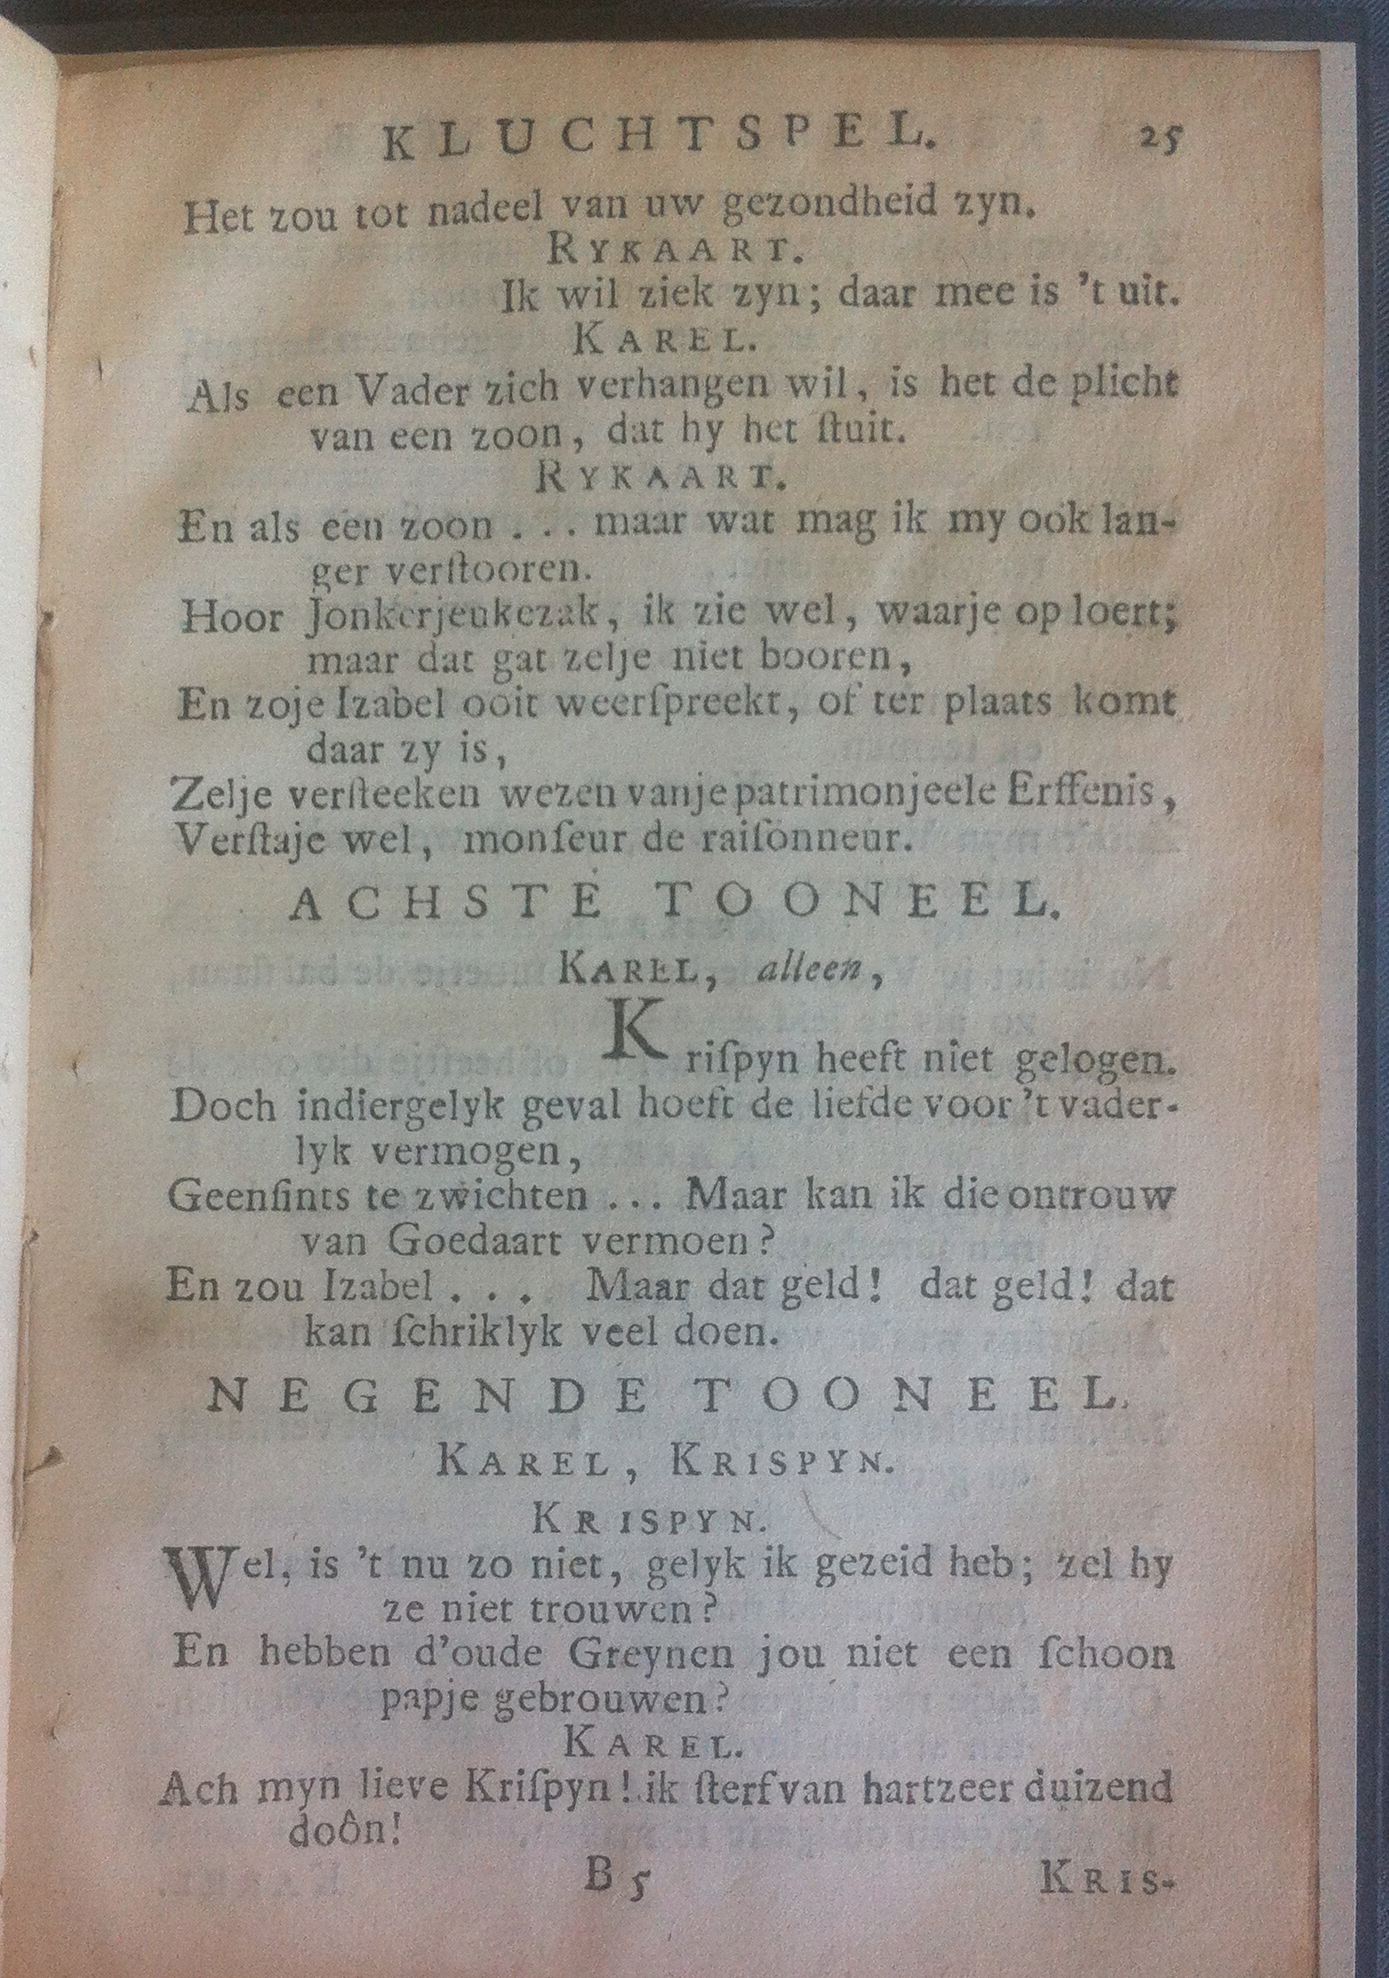 KLUCHTSPEL. 25
Het zou tot nadeel van uw gezondheid zyn.
RYKAART.
Ik wil ziek zyn; daar mee is 't uit.
KAREL.
Als een Vader zich verhangen wil, is het de plicht
van een zoon, dat hy het ſtuit.
RYKAART.
En als een zoon . . . maar wat mag ik my ook lan-
ger verſtooren.
Hoor Jonkerjeukezak, ik zie wel, waarje op loert;
maar dat gat zelje niet booren,
En zoje Izabel ooit weerſpreekt, of ter plaats komt
daar zy is,
Zelje verſteeken wezen vanje patrimonjeele Erffenis,
Verſtaje wel, monſeur de raiſonneur.
ACHSTE TOONEEL.
KAREL, alleen,
Kriſpyn heeft niet gelogen.
Doch indiergelyk geval hoeft de liefde voor 't vader-
lyk vermogen,
Geenſints te zwichten ... Maar kan ik die ontrouw
van Goedaart vermoen?
En zou Izabel . . . Maar dat geld! dat geld! dat
kan ſchriklyk veel doen.
NEGENDE TOONEEL.
KAREL, KRISPYN.
KRISPYN.
Wel, is 't nu zo niet, gelyk ik gezeid heb; zel hy
ze niet trouwen?
En hebben d'oude Greynen jou niet een ſchoon
papje gebrouwen?
KAREL.
Ach myn lieve Kriſpyn! ik ſterf van hartzeer duizend
doôn!
B 5 KRIS-